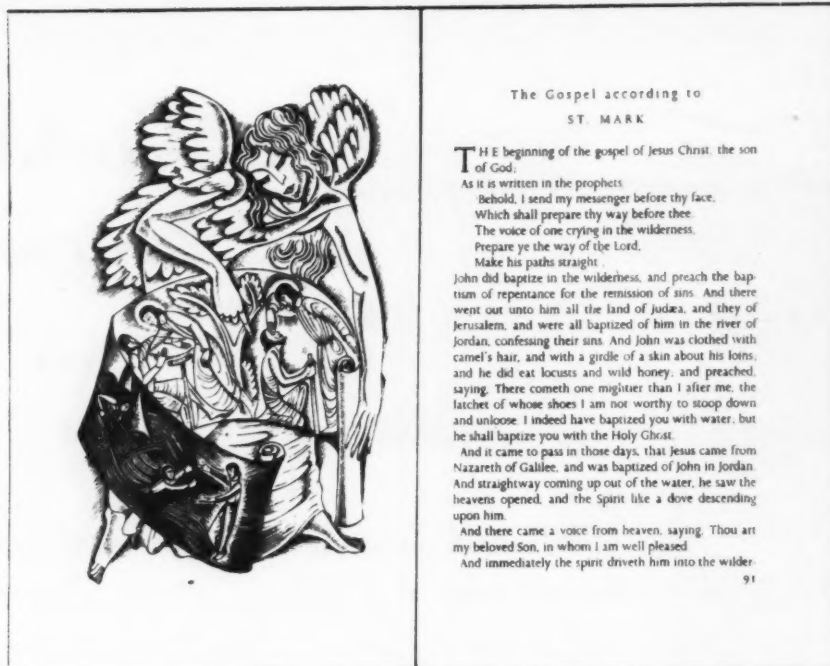 The Gospel according to
ST. MARK
THE beginning of the gospel of Jesus Christ, the son
of God;
As it is written in the prophets
Behold, I send my messenger before thy face,
Which shall prepare thy way before thee.
The voice of one crying in the wilderness,
Prepare ye the way of the Lord,
Make his paths straight.
John did baptize in the wilderness, and preach the bap-
tism of repentance for the remission of sins. And there
went out unto him all the land of Judæa, and they of
Jerusalem, and were all baptized of him in the river of
Jordan, confessing their sins. And John was clothed with
camel's hair, and with a girdle of a skin about his loins,
and he did eat locusts and wild honey; and preached,
saying, There cometh one mightier than I after me, the
latchet of whose shoes I am not worthy to stoop down
and unloose. I indeed have baptized you with water, but
he shall baptize you with the Holy Ghost.
And it came to pass in those days, that Jesus came from
Nazareth of Galilee, and was baptized of John in Jordan.
And straightway coming up out of the water, he saw the
heavens opened, and the Spirit like a dove descending
upon him.
And there came a voice from heaven, saying, Thou art
my beloved Son, in whom I am well pleased
And immediately the spirit driveth him into the wilder-
91